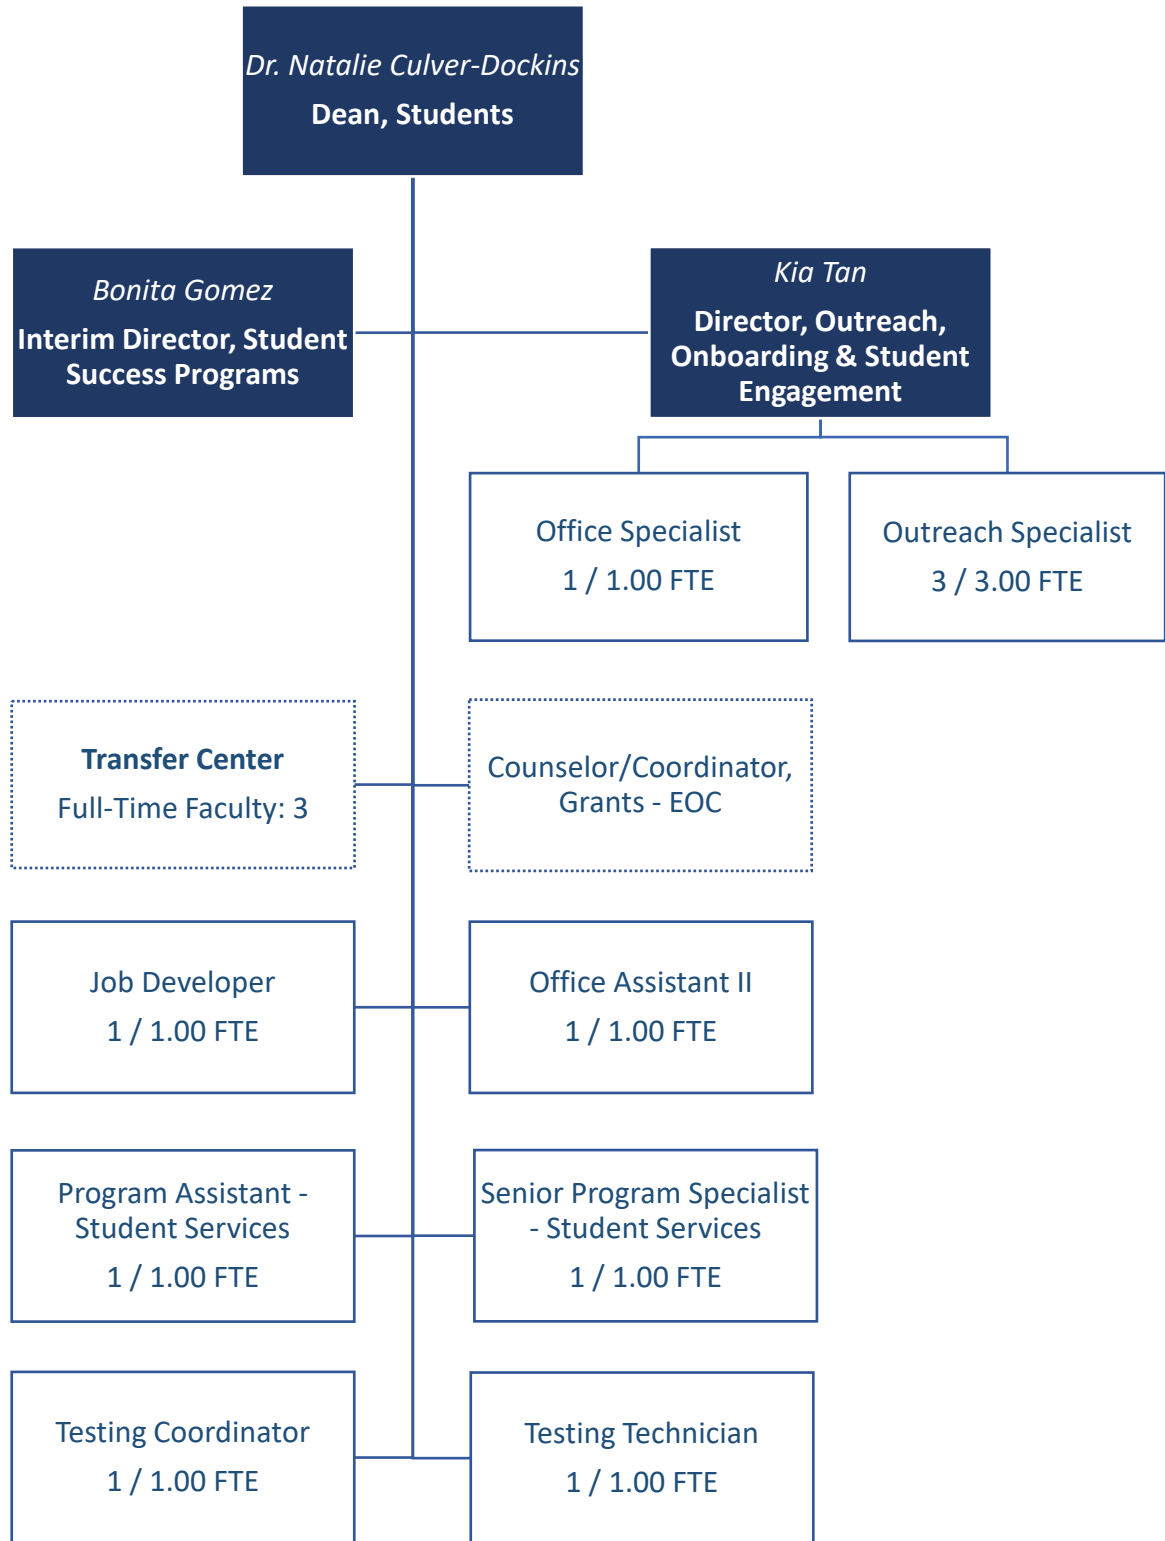 Dr. Natalie Culver-Dockins
Dean, Students
Bonita Gomez
Interim Director, Student
Success Programs
Kia Tan
Director, Outreach,
Onboarding & Student
Engagement
Office Specialist
1 / 1.00 FTE
Outreach Specialist
3 / 3.00 FTE
Transfer Center
Full-Time Faculty: 3
Counselor/Coordinator,
Grants - EOC
Job Developer
1 / 1.00 FTE
Office Assistant II
1 / 1.00 FTE
Program Assistant -
Student Services
1 / 1.00 FTE
Senior Program Specialist
- Student Services
1 / 1.00 FTE
Testing Coordinator
1 / 1.00 FTE
Testing Technician
1 / 1.00 FTE